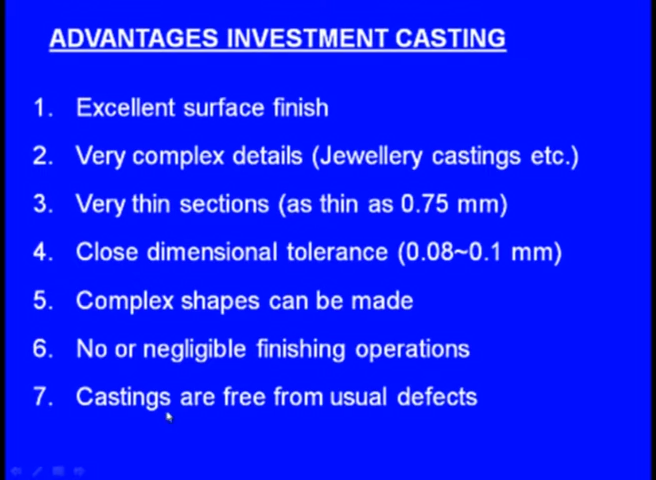 ADVANTAGES INVESTMENT CASTING
1. Excellent surface finish
2. Very complex details (Jewellery castings etc.)
3. Very thin sections (as thin as 0.75 mm)
4. Close dimensional tolerance (0.08~0.1 mm)
5. Complex shapes can be made
6. No or negligible finishing operations
7. Castings are free from usual defects